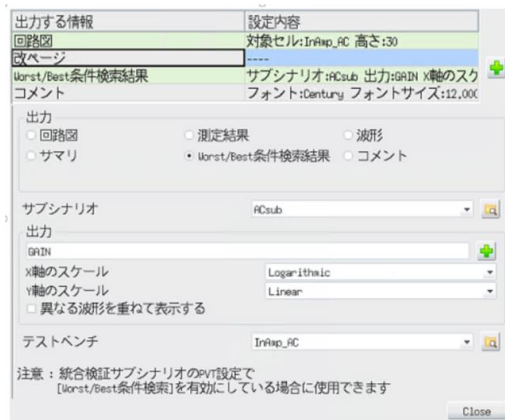 出力する情報 設定内容
回路図 対象セル:InAmp_AC 高さ:30
改ページ ----
Worst/Best条件検索結果 サブシナリオ:ACsub 出力:GAIN X軸のスケ
コメント フォント:Century フォントサイズ:12.000
出力
回路図 測定結果 波形
サマリ Worst/Best条件検索結果 コメント
サブシナリオ ACsub
出力
GAIN
X軸のスケール Logarithmic
Y軸のスケール Linear
異なる波形を重ねて表示する
テストベンチ InAmp_AC
注意 : 統合検証サブシナリオのPVT設定で
[Worst/Best条件検索]を有効にしている場合に使用できます
Close